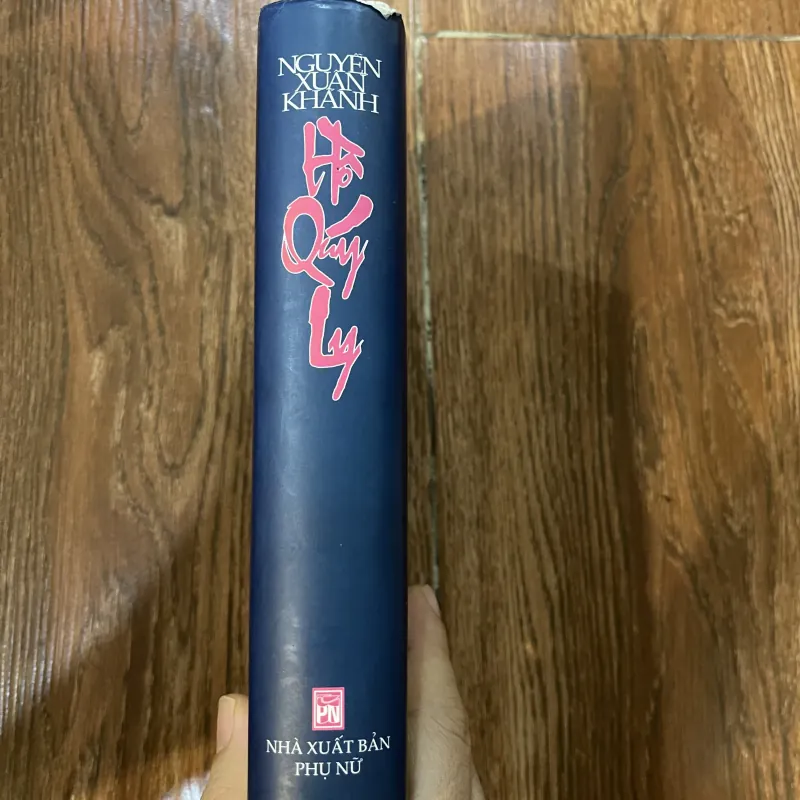 NGUYỄN
XUÂN
KHÁNH
Hồ
Quý
Ly
PN
NHÀ XUẤT BẢN
PHỤ NỮ